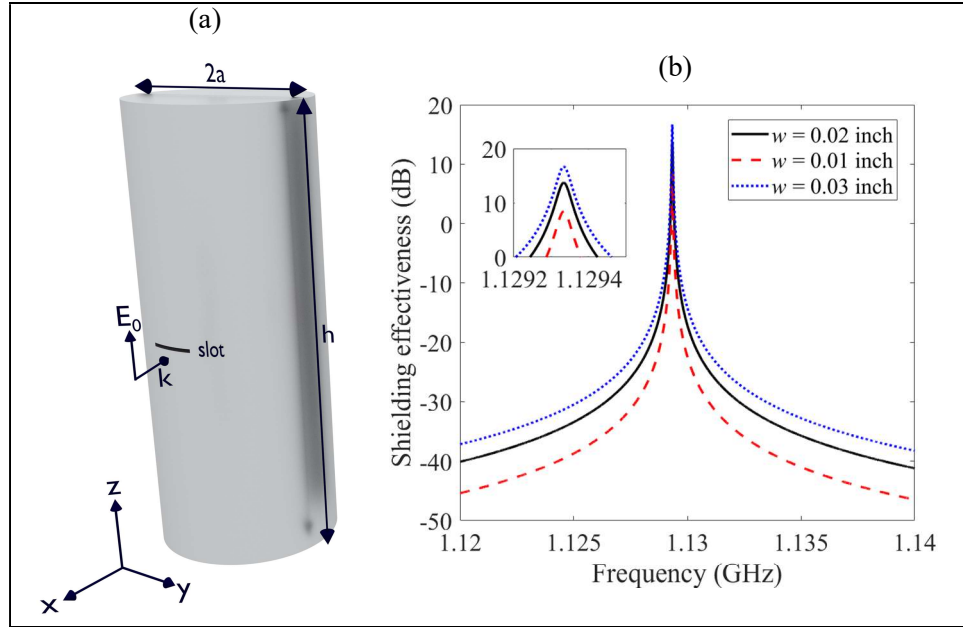 (a)
2a
h
E₀
k
slot
z
x
y
(b)
Shielding effectiveness (dB)
20
10
0
-10
-20
-30
-40
-50
1.12
1.125
1.13
1.135
1.14
Frequency (GHz)
w = 0.02 inch
w = 0.01 inch
w = 0.03 inch
20
10
0
1.1292
1.1294